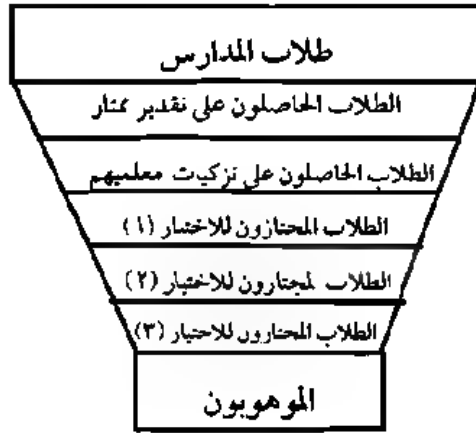 طلاب المدارس
الطلاب الحاصلون على تقدير ممتاز
الطلاب الحاصلون على تزكيت معلميهم
الطلاب المجتازون للاختبار (١)
الطلاب المجتازون للاختبار (٢)
الطلاب المجتازون للاختبار (٣)
الموهوبون